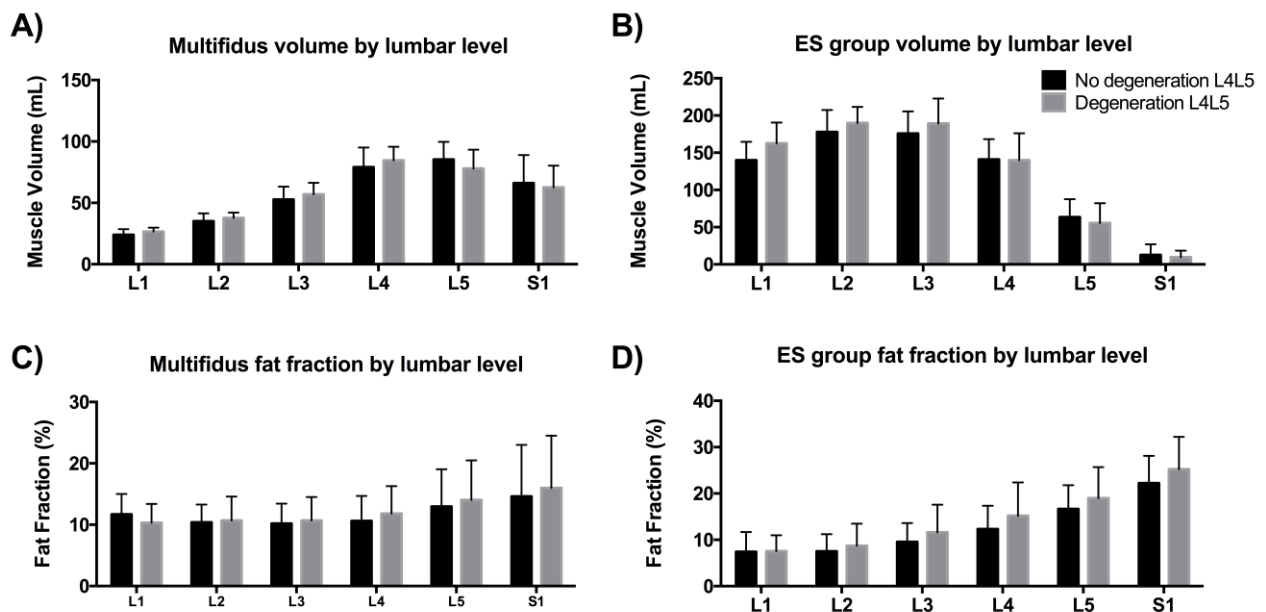 A)
Multifidus volume by lumbar level
Muscle Volume (mL)
150
100
50
0
L1 L2 L3 L4 L5 S1
B)
ES group volume by lumbar level
No degeneration L4L5
Degeneration L4L5
Muscle Volume (mL)
250
200
150
100
50
0
L1 L2 L3 L4 L5 S1
C)
Multifidus fat fraction by lumbar level
Fat Fraction (%)
30
20
10
0
L1 L2 L3 L4 L5 S1
D)
ES group fat fraction by lumbar level
Fat Fraction (%)
40
30
20
10
0
L1 L2 L3 L4 L5 S1